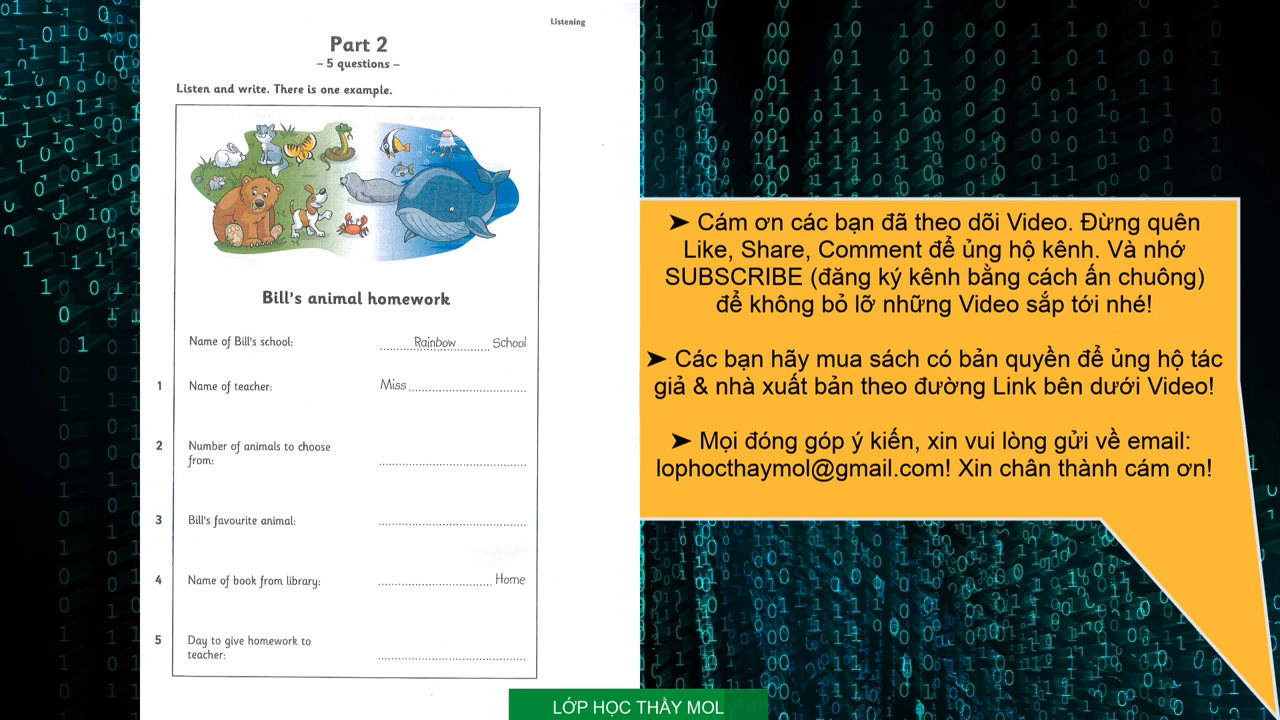 Listening
Part 2
– 5 questions –
Listen and write. There is one example.
Bill's animal homework
Name of Bill's school: Rainbow School
1 Name of teacher: Miss
2 Number of animals to choose
from:
3 Bill's favourite animal:
4 Name of book from library: Home
5 Day to give homework to
teacher:
➤ Cám ơn các bạn đã theo dõi Video. Đừng quên
Like, Share, Comment để ủng hộ kênh. Và nhớ
SUBSCRIBE (đăng ký kênh bằng cách ấn chuông)
để không bỏ lỡ những Video sắp tới nhé!
➤ Các bạn hãy mua sách có bản quyền để ủng hộ tác
giả & nhà xuất bản theo đường Link bên dưới Video!
➤ Mọi đóng góp ý kiến, xin vui lòng gửi về email:
lophocthaymol@gmail.com! Xin chân thành cám ơn!
LỚP HỌC THẦY MOL